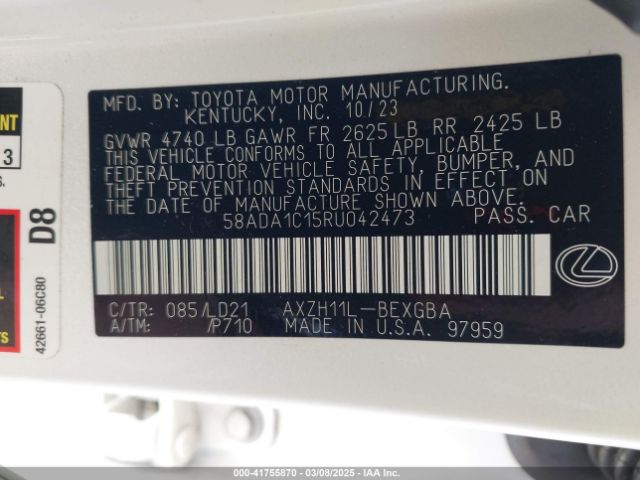 MFD. BY: TOYOTA MOTOR MANUFACTURING.
KENTUCKY, INC. 10/23
GVWR 4740 LB GAWR FR 2625 LB RR 2425 LB
THIS VEHICLE CONFORMS TO ALL APPLICABLE
FEDERAL MOTOR VEHICLE SAFETY, BUMPER, AND
THEFT PREVENTION STANDARDS IN EFFECT ON
THE DATE OF MANUFACTURE SHOWN ABOVE.
58ADA1C15RU042473 PASS. CAR
C/TR: 085/LD21 AXZH11L-BEXGBA
A/TM: /P710 MADE IN U.S.A. 97959
3
D8
42661-06C80
000-41755870 | 03/08/2025 | IAA Inc.